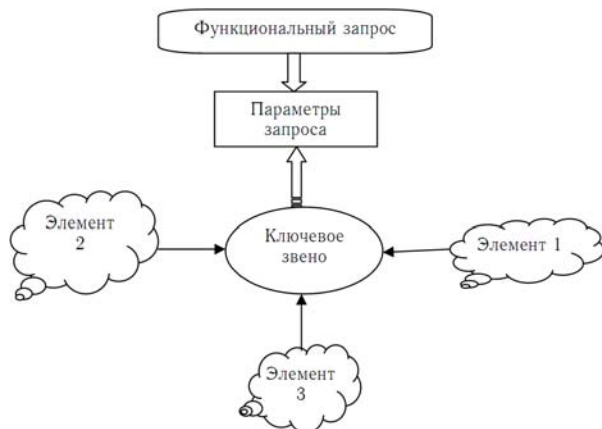 Функциональный запрос
Параметры
запроса
Элемент
2
Ключевое
звено
Элемент 1
Элемент
3